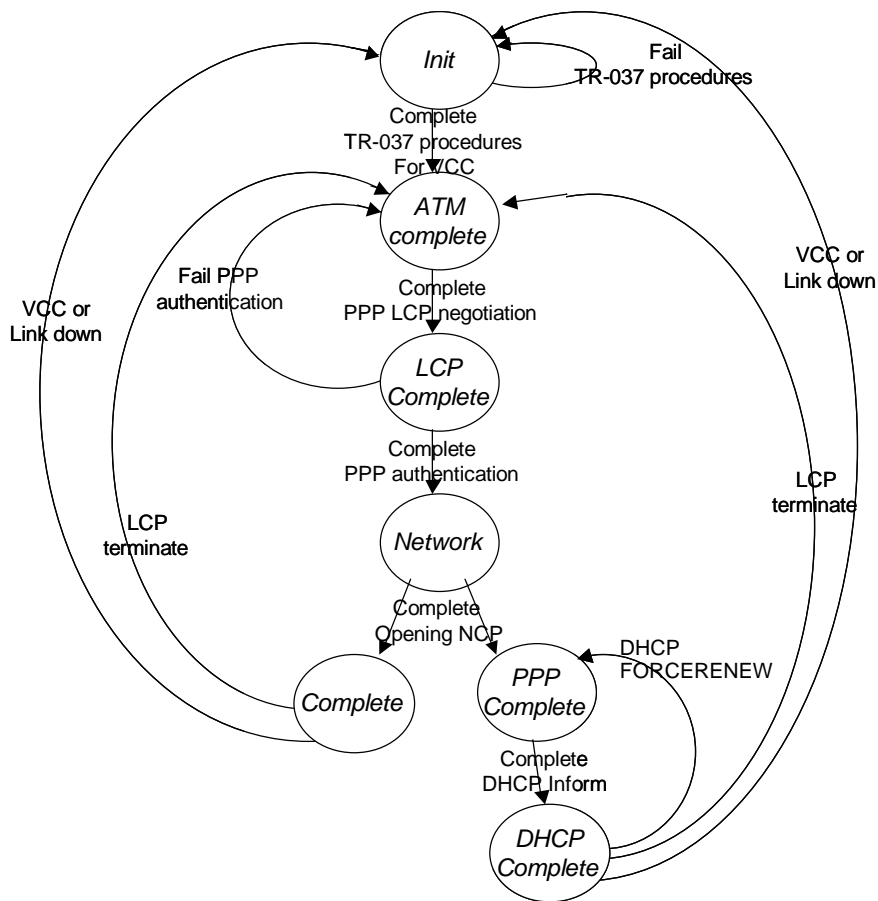 Init
Fail
TR-037 procedures
Complete
TR-037 procedures
For VCC
ATM
complete
Fail PPP
authentication
Complete
PPP LCP negotiation
VCC or
Link down
VCC or
Link down
LCP
Complete
Complete
PPP authentication
LCP
terminate
LCP
terminate
Network
Complete
Opening NCP
DHCP
FORCERENEW
Complete
PPP
Complete
Complete
DHCP Inform
DHCP
Complete